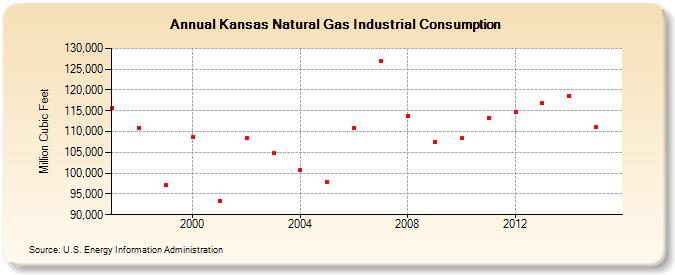 Annual Kansas Natural Gas Industrial Consumption
Million Cubic Feet
130,000
125,000
120,000
115,000
110,000
105,000
100,000
95,000
90,000
2000 2004 2008 2012
Source: U.S. Energy Information Administration